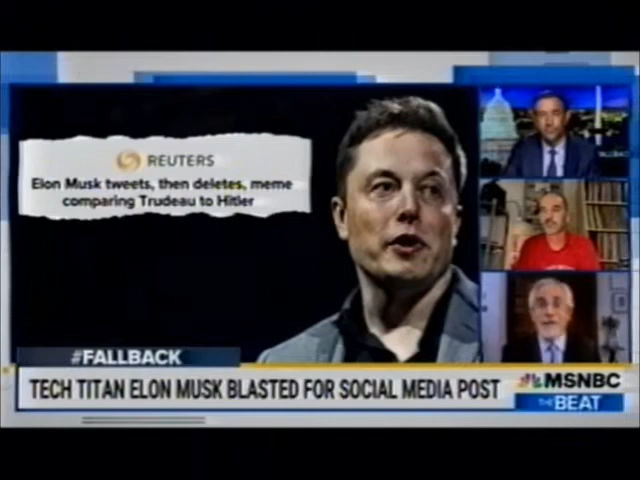 REUTERS
Elon Musk tweets, then deletes, meme
comparing Trudeau to Hitler
#FALLBACK
TECH TITAN ELON MUSK BLASTED FOR SOCIAL MEDIA POST
MSNBC
THE BEAT